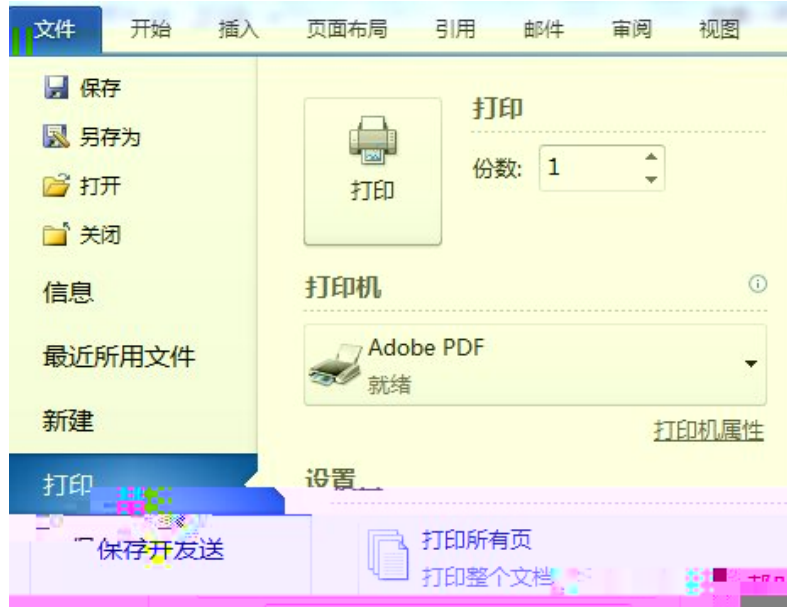 文件 开始 插入 页面布局 引用 邮件 审阅 视图
保存
另存为
打开
关闭
信息
最近所用文件
新建
打印
保存并发送
打印
份数: 1
打印
打印机
Adobe PDF
就绪
打印机属性
设置
打印所有页
打印整个文档